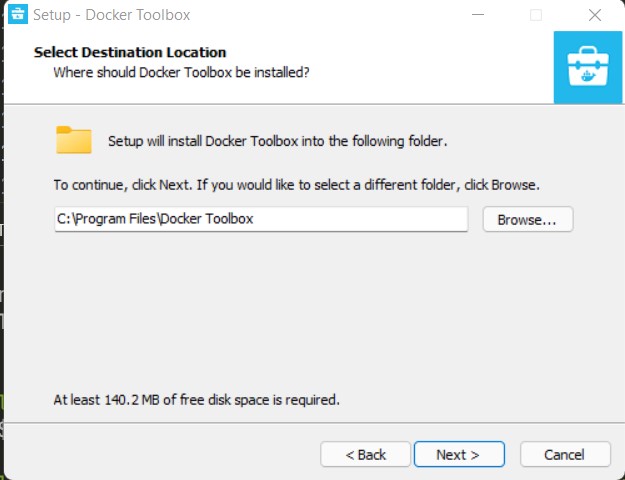 Setup - Docker Toolbox
Select Destination Location
Where should Docker Toolbox be installed?
Setup will install Docker Toolbox into the following folder.
To continue, click Next. If you would like to select a different folder, click Browse.
C:\Program Files\Docker Toolbox
Browse...
At least 140.2 MB of free disk space is required.
< Back
Next >
Cancel